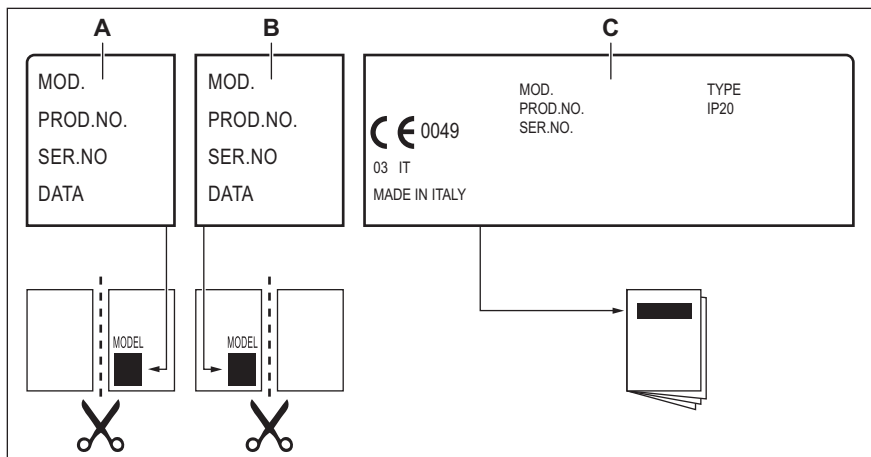 A
B
C
MOD.
PROD.NO.
SER.NO
DATA
MOD.
PROD.NO.
SER.NO
DATA
MOD.
PROD.NO.
SER.NO.
TYPE
IP20
CE 0049
03 IT
MADE IN ITALY
MODEL
MODEL